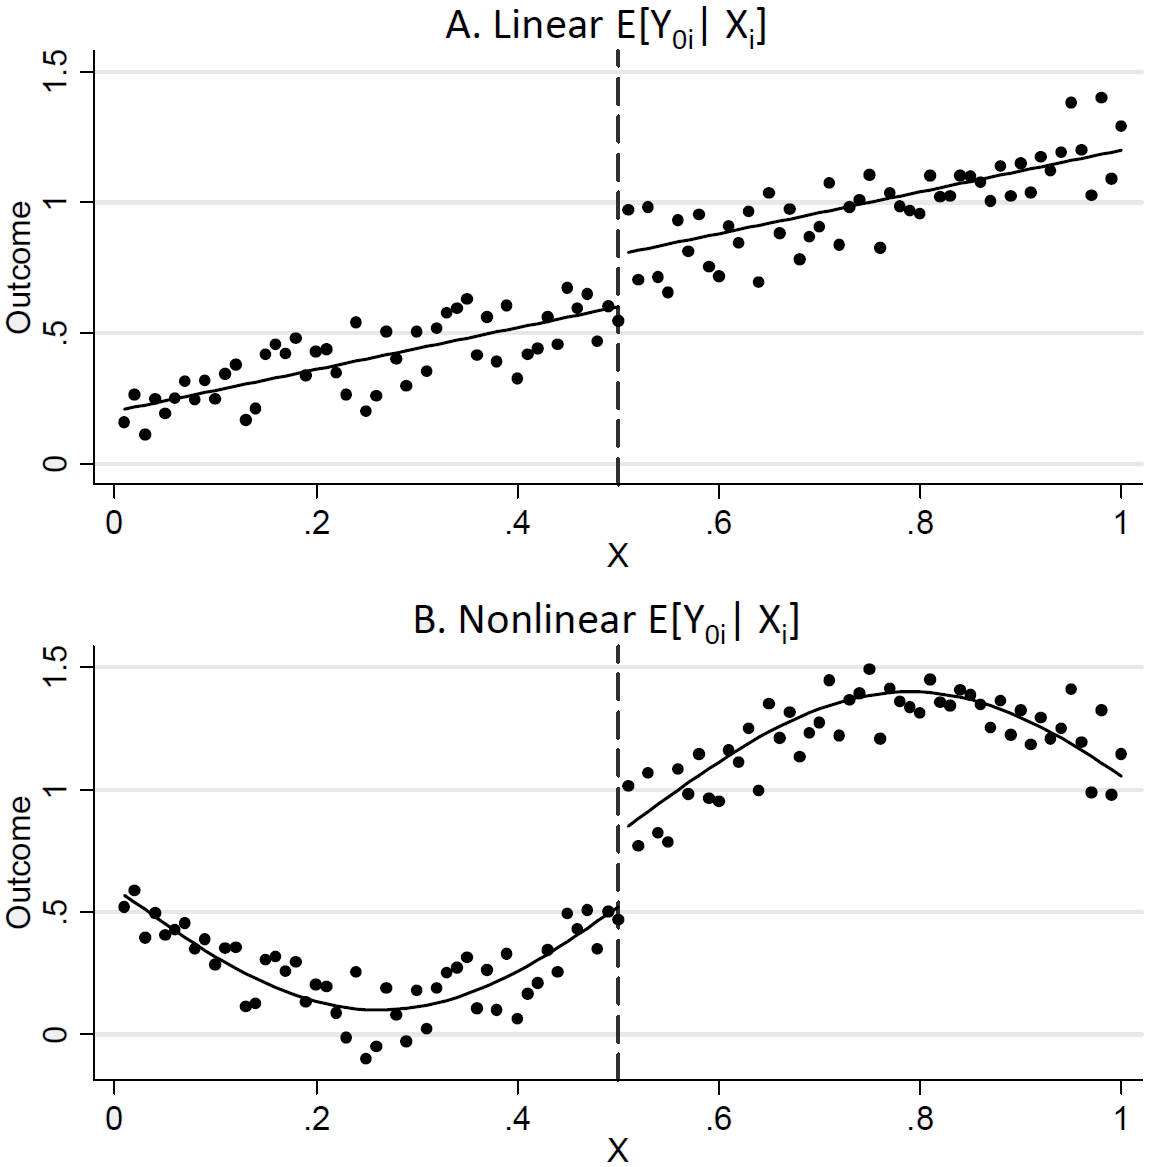 A. Linear E[Y0i| Xi]
1.5
1
.5
0
Outcome
0 .2 .4 .6 .8 1
X
B. Nonlinear E[Y0i| Xi]
1.5
1
.5
0
Outcome
0 .2 .4 .6 .8 1
X